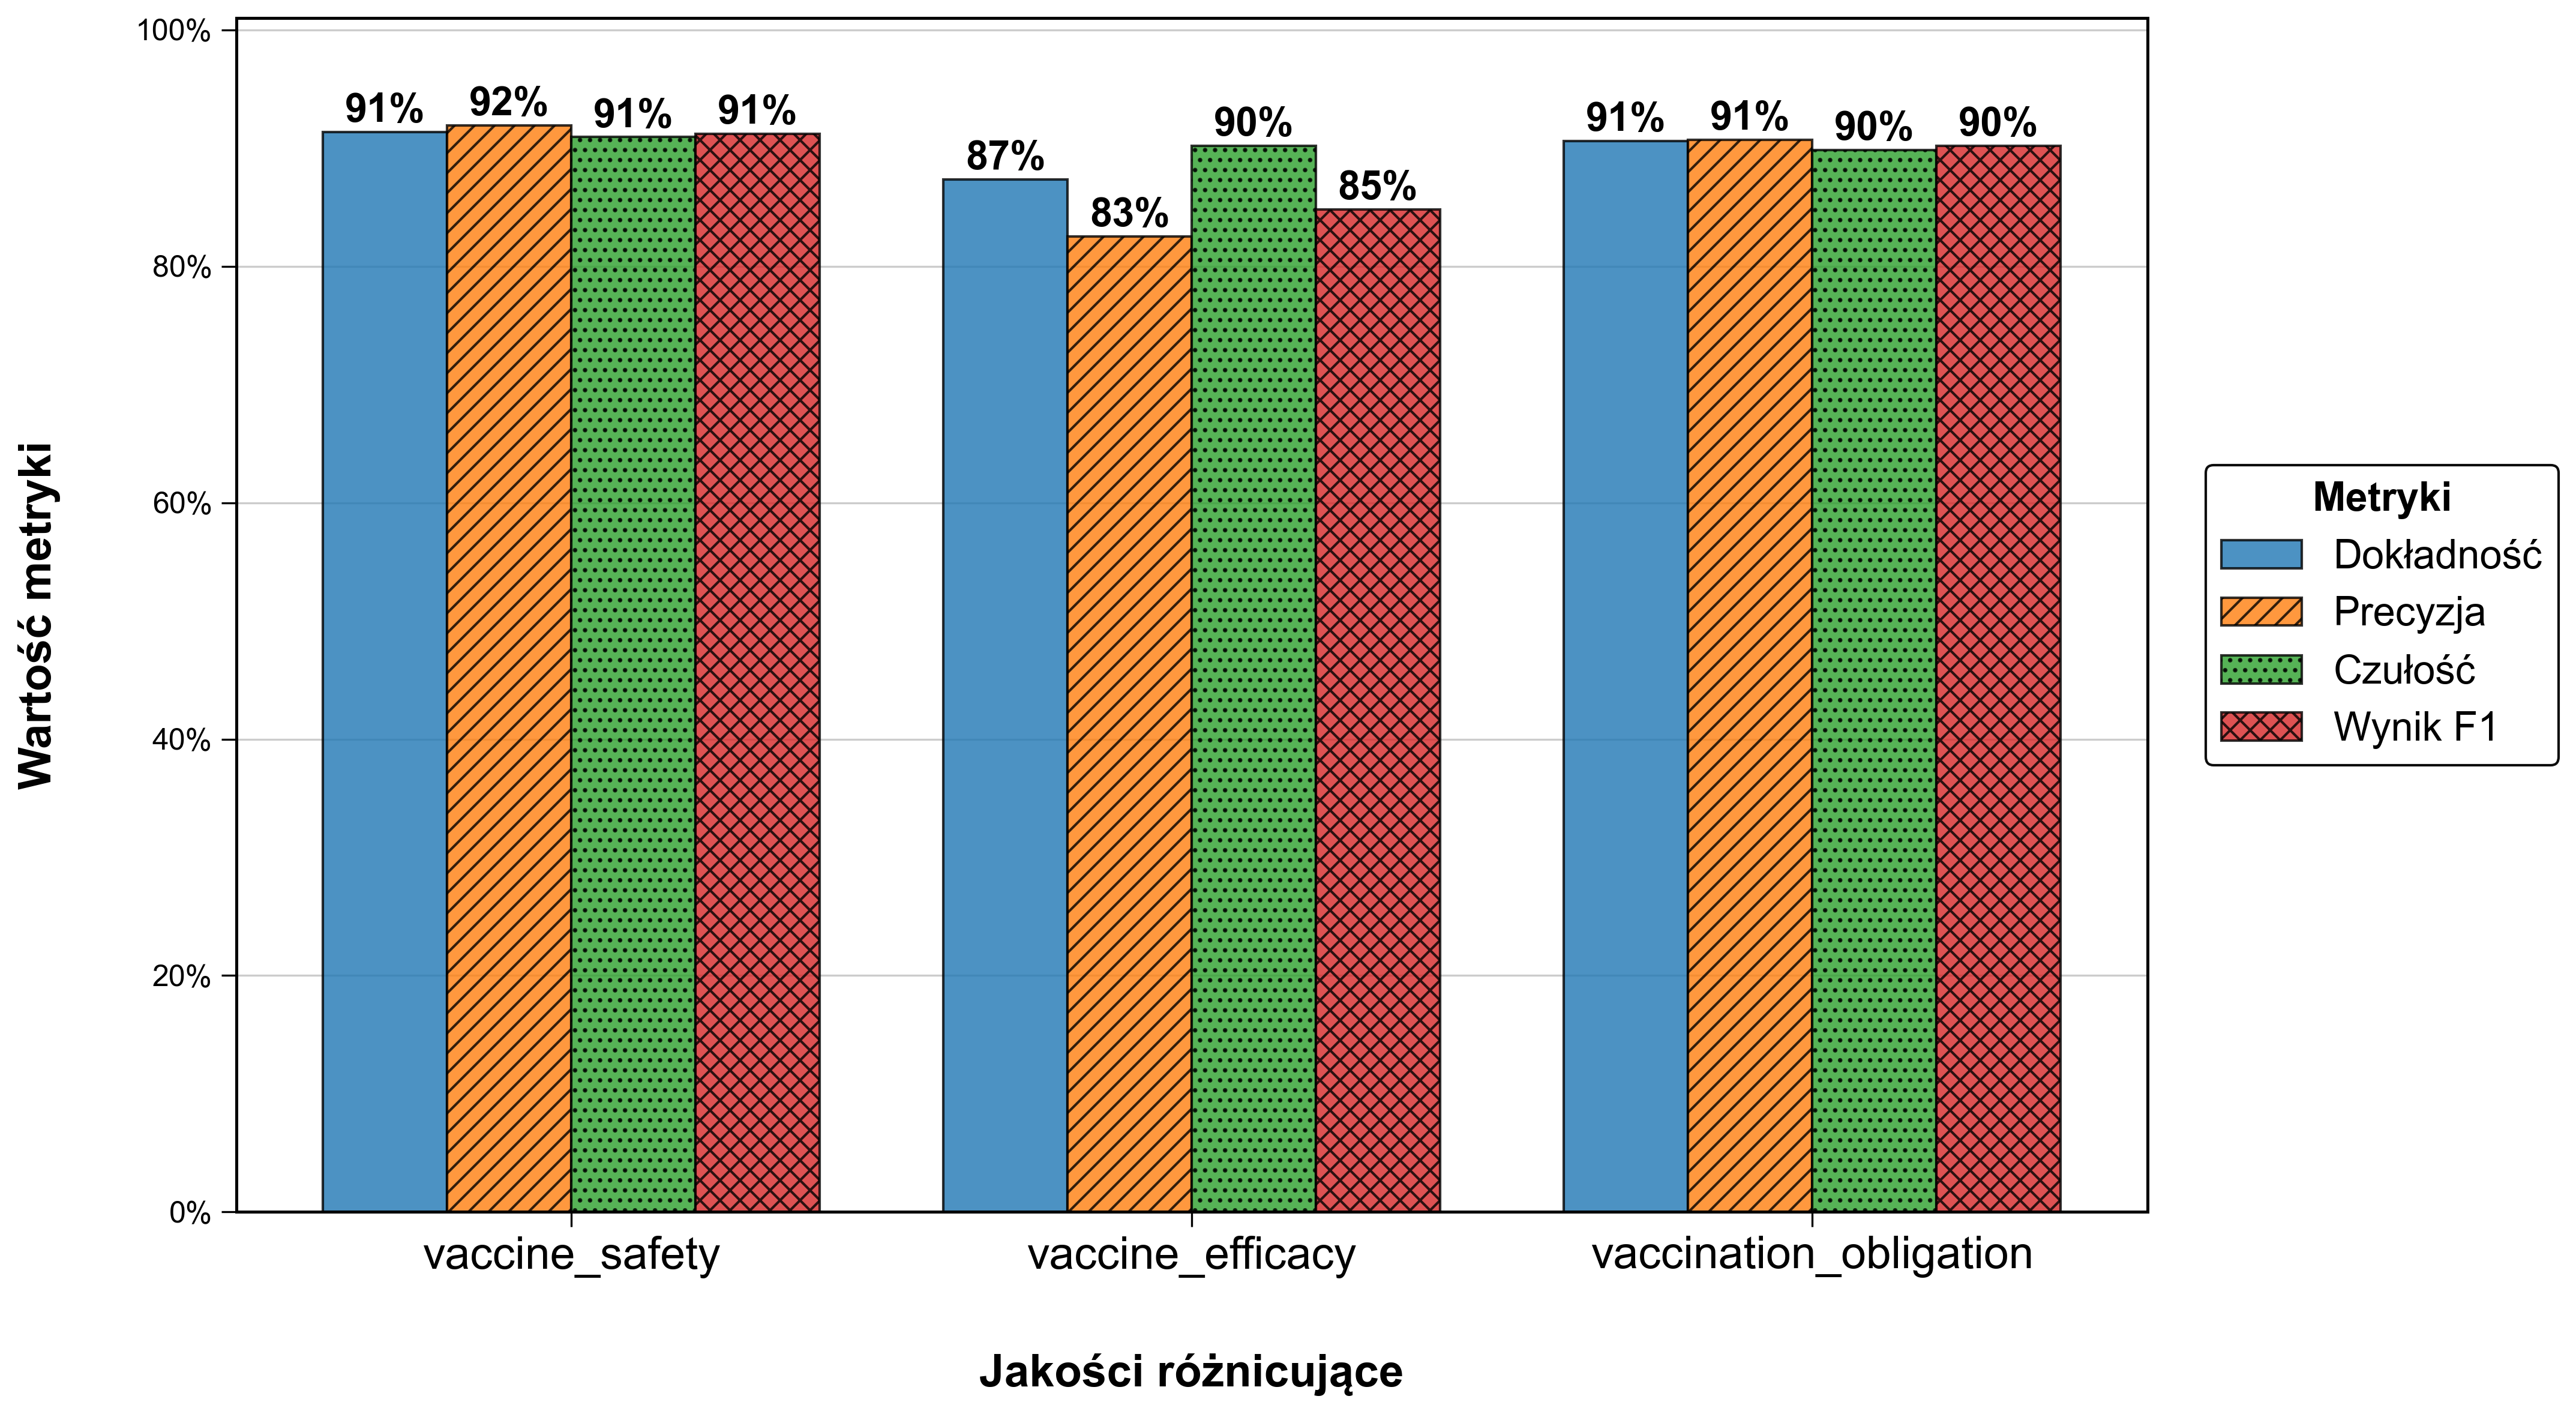 100%
80%
60%
40%
20%
0%
Wartość metryki
91%
92%
91%
91%
87%
83%
90%
85%
91%
91%
90%
90%
vaccine_safety
vaccine_efficacy
vaccination_obligation
Jakości różnicujące
Metryki
Dokładność
Precyzja
Czułość
Wynik F1